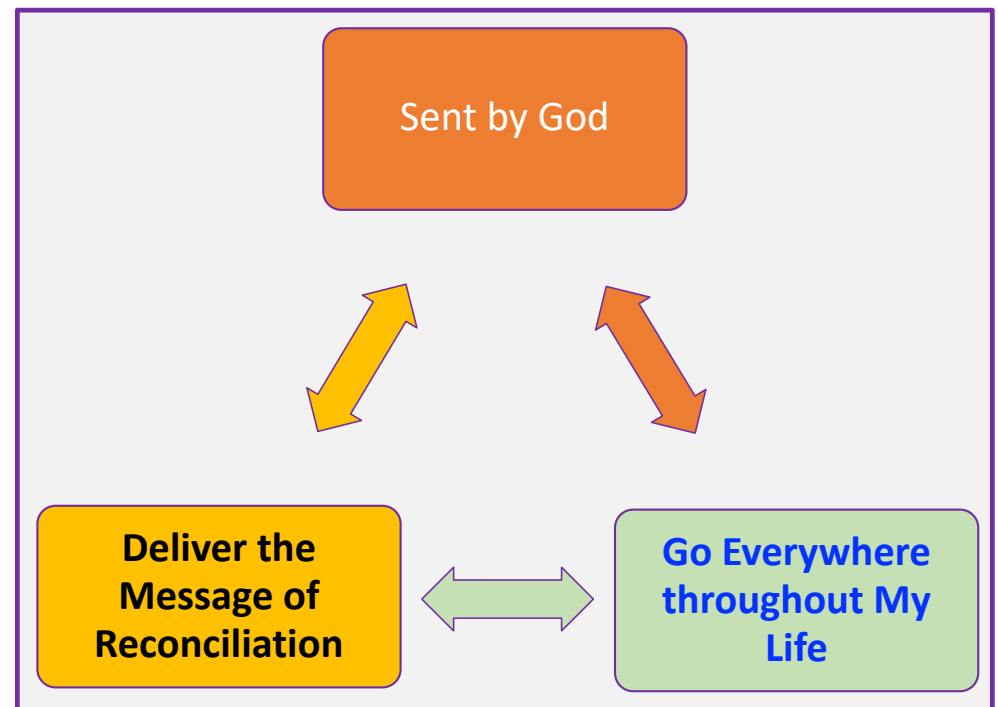 Sent by God
Deliver the
Message of
Reconciliation
Go Everywhere
throughout My
Life